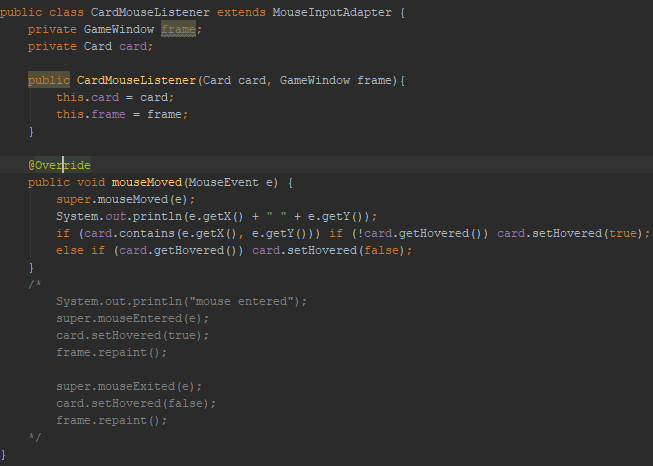 public class CardMouseListener extends MouseInputAdapter {
    private GameWindow frame;
    private Card card;

    public CardMouseListener(Card card, GameWindow frame){
        this.card = card;
        this.frame = frame;
    }

    @Override
    public void mouseMoved(MouseEvent e) {
        super.mouseMoved(e);
        System.out.println(e.getX() + " " + e.getY());
        if (card.contains(e.getX(), e.getY())) if (!card.getHovered()) card.setHovered(true);
        else if (card.getHovered()) card.setHovered(false);
    }
    /*
        System.out.println("mouse entered");
        super.mouseEntered(e);
        card.setHovered(true);
        frame.repaint();

        super.mouseExited(e);
        card.setHovered(false);
        frame.repaint();
    */
}